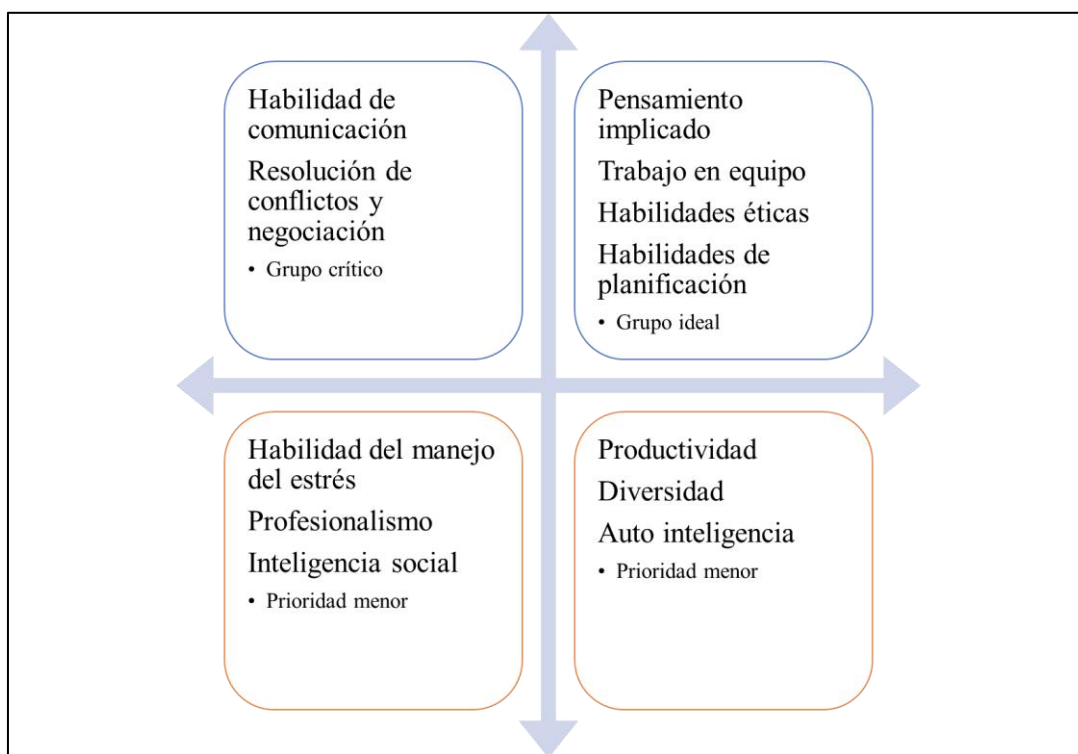 Habilidad de
comunicación
Resolución de
conflictos y
negociación
• Grupo crítico
Pensamiento
implicado
Trabajo en equipo
Habilidades éticas
Habilidades de
planificación
• Grupo ideal
Habilidad del manejo
del estrés
Profesionalismo
Inteligencia social
• Prioridad menor
Productividad
Diversidad
Auto inteligencia
• Prioridad menor